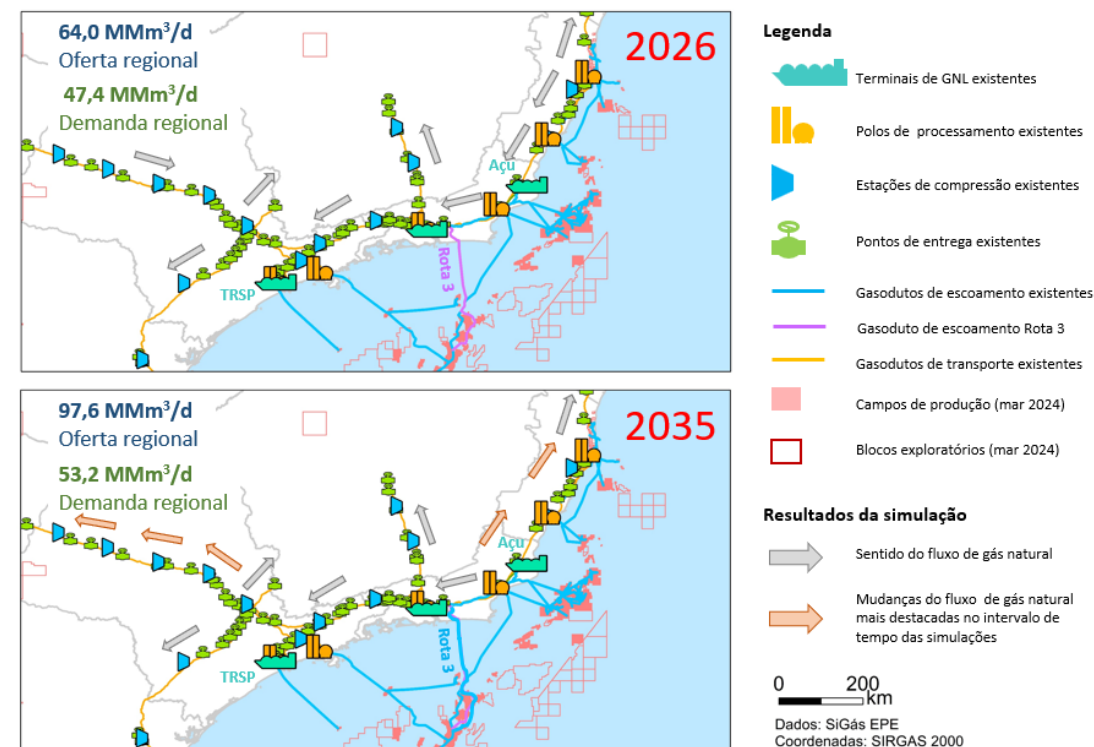 64,0 MMm³/d
Oferta regional
47,4 MMm³/d
Demanda regional
2026
Açu
TRSP
Rota 3
97,6 MMm³/d
Oferta regional
53,2 MMm³/d
Demanda regional
2035
Açu
TRSP
Rota 3
Legenda
Terminais de GNL existentes
Polos de processamento existentes
Estações de compressão existentes
Pontos de entrega existentes
Gasodutos de escoamento existentes
Gasoduto de escoamento Rota 3
Gasodutos de transporte existentes
Campos de produção (mar 2024)
Blocos exploratórios (mar 2024)
Resultados da simulação
Sentido do fluxo de gás natural
Mudanças do fluxo de gás natural
mais destacadas no intervalo de
tempo das simulações
0 200
km
Dados: SiGás EPE
Coordenadas: SIRGAS 2000